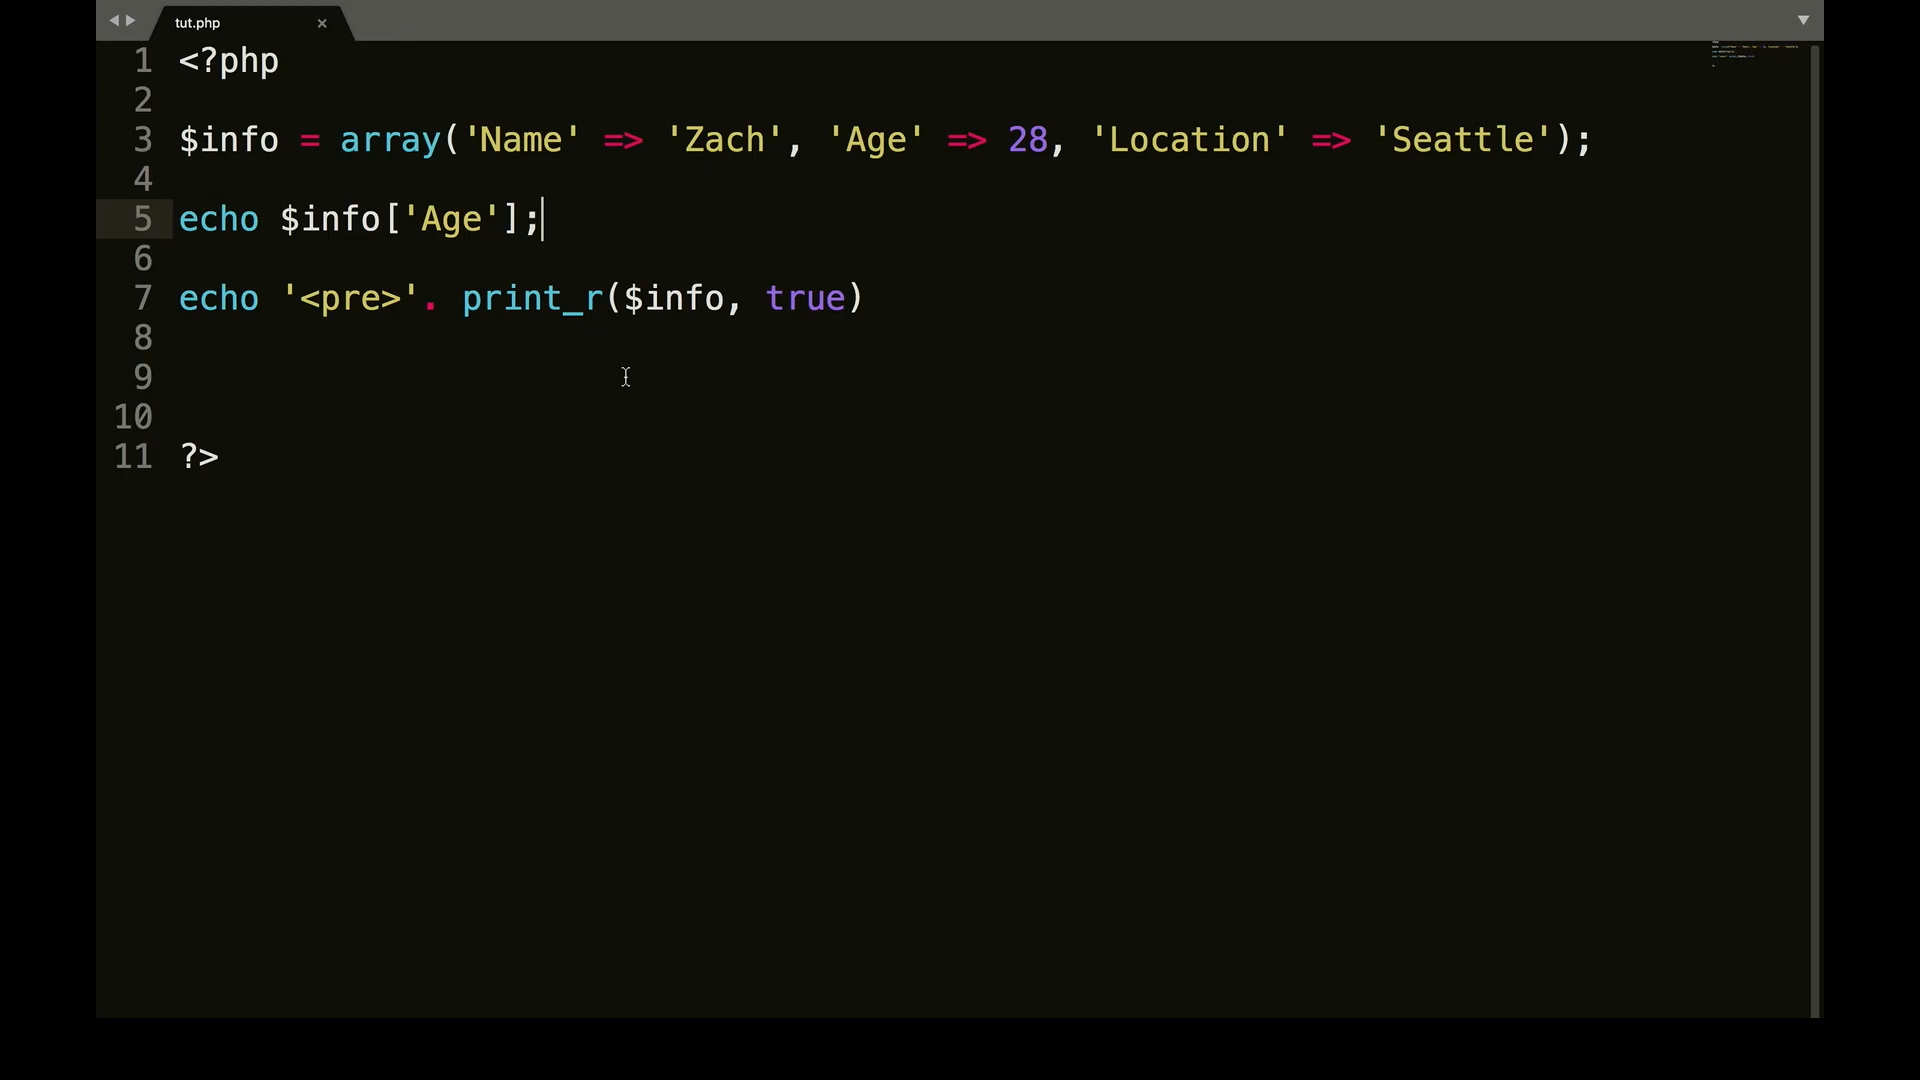 tut.php
1 <?php
2
3 $info = array('Name' => 'Zach', 'Age' => 28, 'Location' => 'Seattle');
4
5 echo $info['Age'];
6
7 echo '<pre>'. print_r($info, true)
8
9
10
11 ?>